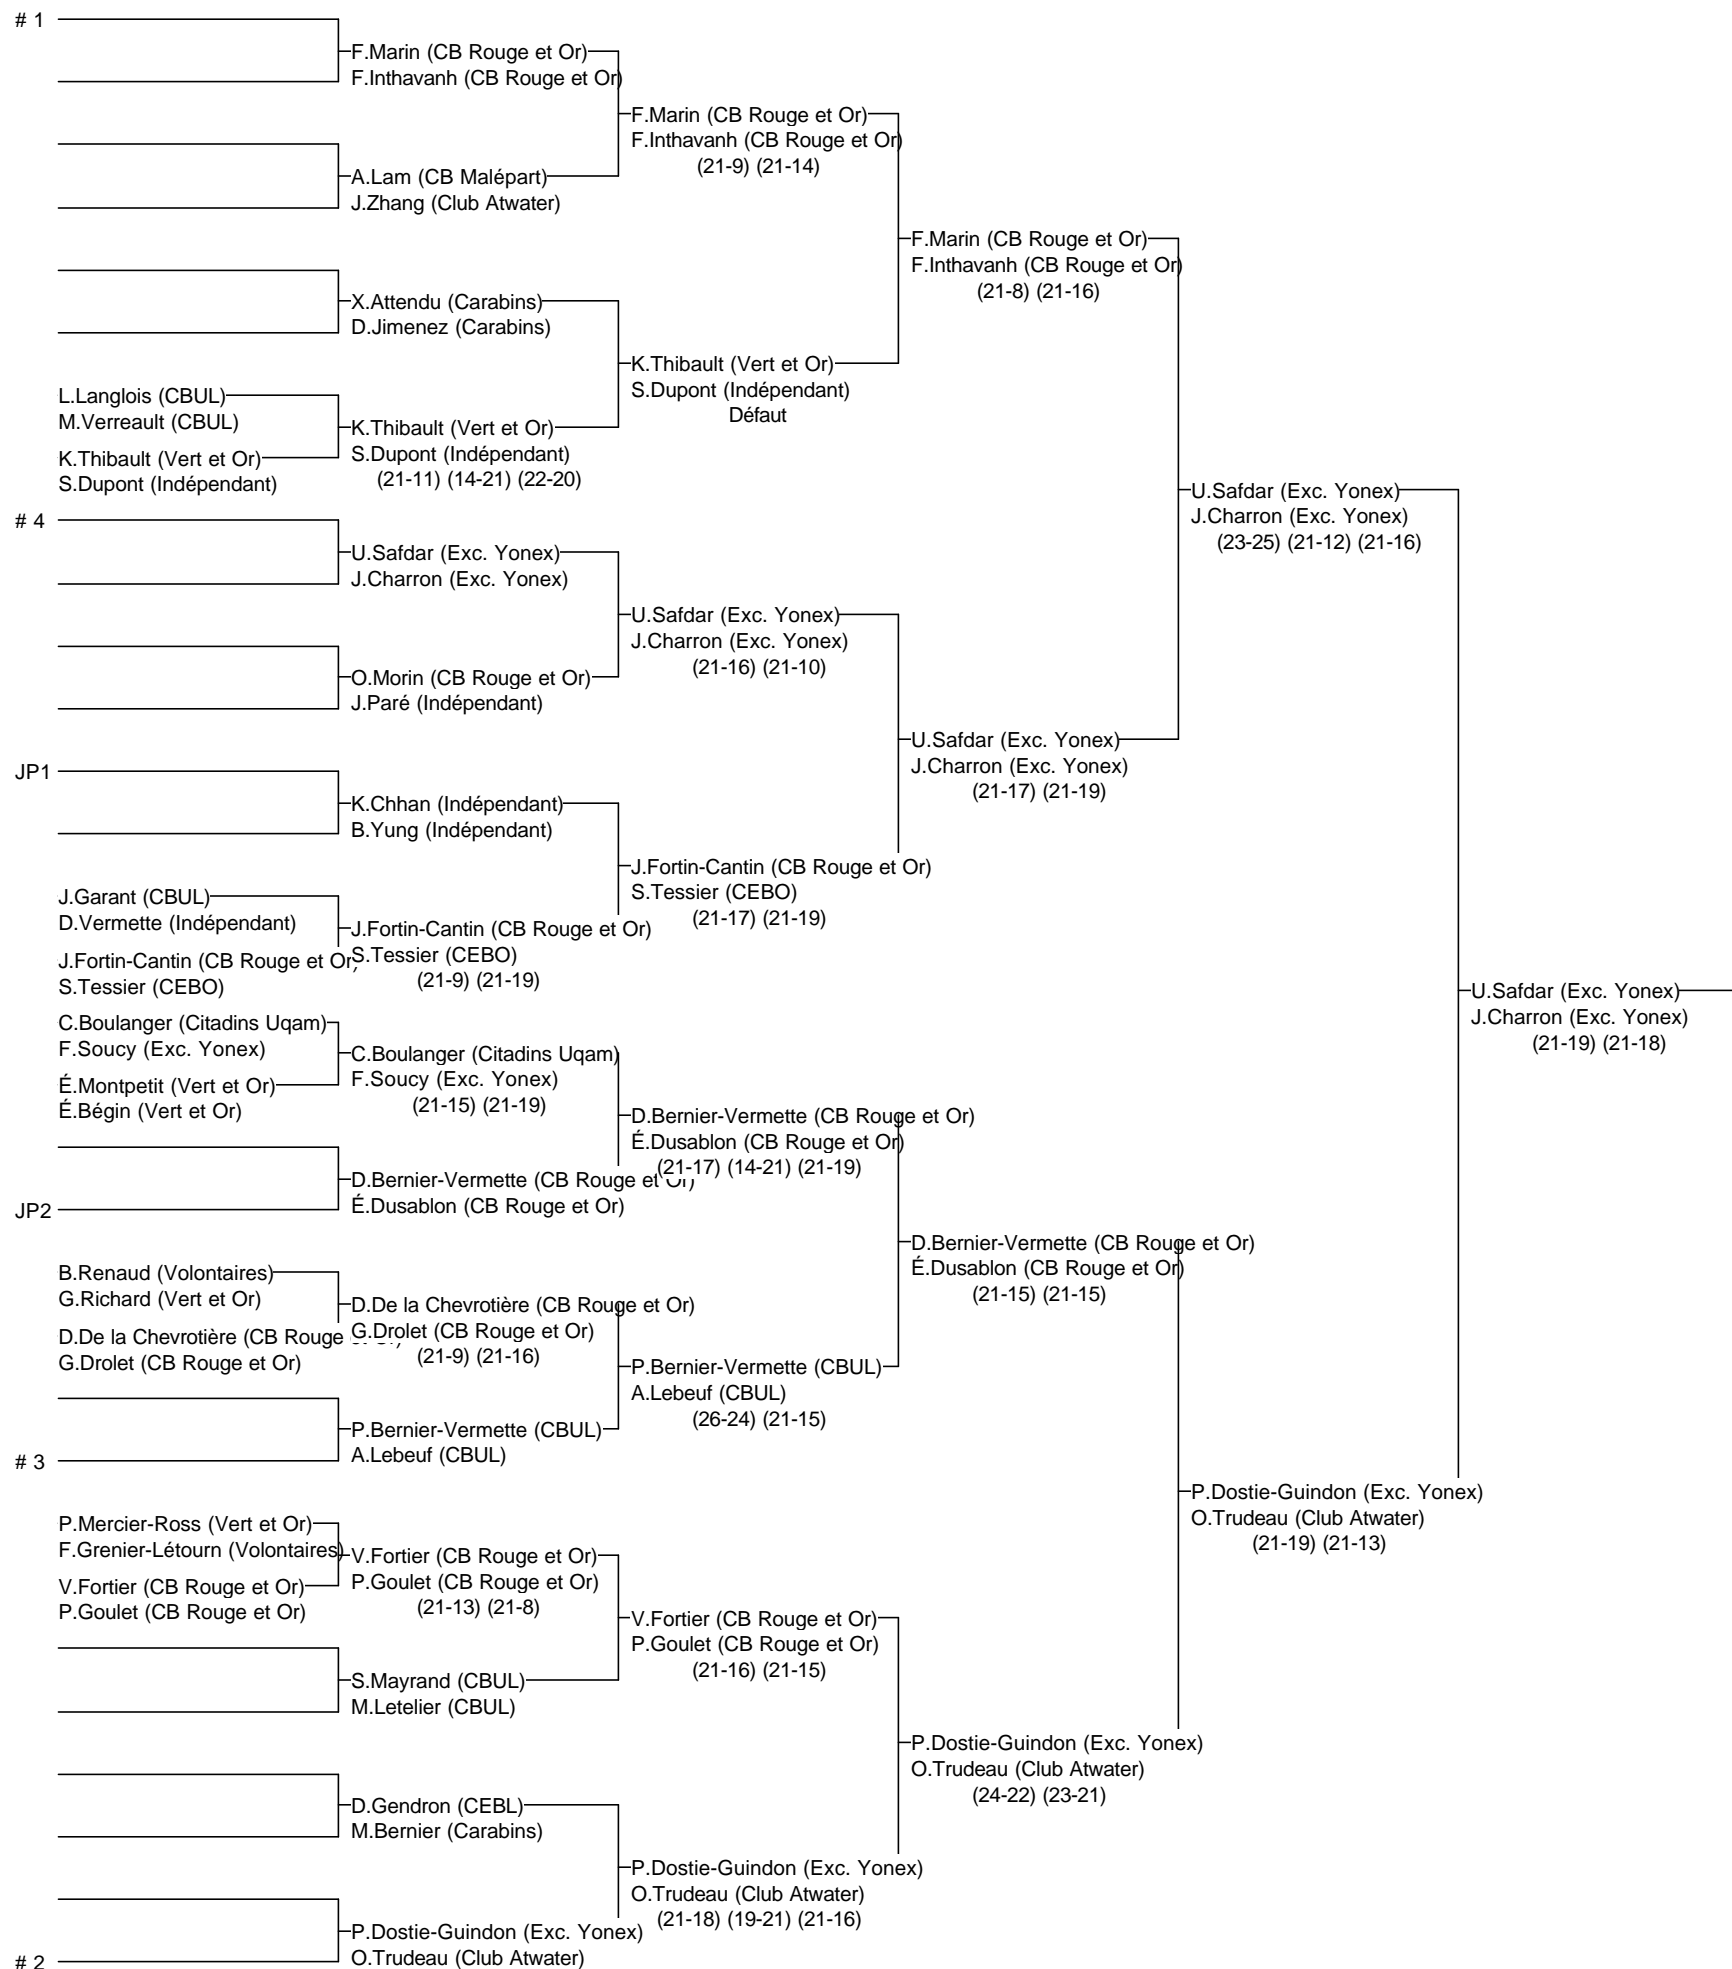 # 1
F.Marin (CB Rouge et Or)
F.Inthavanh (CB Rouge et Or)
A.Lam (CB Malépart)
J.Zhang (Club Atwater)
X.Attendu (Carabins)
D.Jimenez (Carabins)
L.Langlois (CBUL)
M.Verreault (CBUL)
K.Thibault (Vert et Or)
S.Dupont (Indépendant)
K.Thibault (Vert et Or)
S.Dupont (Indépendant)
(21-11) (14-21) (22-20)
# 4
U.Safdar (Exc. Yonex)
J.Charron (Exc. Yonex)
O.Morin (CB Rouge et Or)
J.Paré (Indépendant)
JP1
K.Chhan (Indépendant)
B.Yung (Indépendant)
J.Garant (CBUL)
D.Vermette (Indépendant)
J.Fortin-Cantin (CB Rouge et Or)
S.Tessier (CEBO)
J.Fortin-Cantin (CB Rouge et Or)
S.Tessier (CEBO)
(21-9) (21-19)
C.Boulanger (Citadins Uqam)
F.Soucy (Exc. Yonex)
É.Montpetit (Vert et Or)
É.Bégin (Vert et Or)
C.Boulanger (Citadins Uqam)
F.Soucy (Exc. Yonex)
(21-15) (21-19)
D.Bernier-Vermette (CB Rouge et Or)
É.Dusablon (CB Rouge et Or)
JP2
B.Renaud (Volontaires)
G.Richard (Vert et Or)
D.De la Chevrotière (CB Rouge et Or)
G.Drolet (CB Rouge et Or)
D.De la Chevrotière (CB Rouge et Or)
G.Drolet (CB Rouge et Or)
(21-9) (21-16)
P.Bernier-Vermette (CBUL)
A.Lebeuf (CBUL)
# 3
P.Mercier-Ross (Vert et Or)
F.Grenier-Létourn (Volontaires)
V.Fortier (CB Rouge et Or)
P.Goulet (CB Rouge et Or)
V.Fortier (CB Rouge et Or)
P.Goulet (CB Rouge et Or)
(21-13) (21-8)
S.Mayrand (CBUL)
M.Letelier (CBUL)
D.Gendron (CEBL)
M.Bernier (Carabins)
P.Dostie-Guindon (Exc. Yonex)
O.Trudeau (Club Atwater)
# 2
F.Marin (CB Rouge et Or)
F.Inthavanh (CB Rouge et Or)
(21-9) (21-14)
K.Thibault (Vert et Or)
S.Dupont (Indépendant)
Défaut
U.Safdar (Exc. Yonex)
J.Charron (Exc. Yonex)
(21-16) (21-10)
J.Fortin-Cantin (CB Rouge et Or)
S.Tessier (CEBO)
(21-17) (21-19)
D.Bernier-Vermette (CB Rouge et Or)
É.Dusablon (CB Rouge et Or)
(21-17) (14-21) (21-19)
P.Bernier-Vermette (CBUL)
A.Lebeuf (CBUL)
(26-24) (21-15)
V.Fortier (CB Rouge et Or)
P.Goulet (CB Rouge et Or)
(21-16) (21-15)
P.Dostie-Guindon (Exc. Yonex)
O.Trudeau (Club Atwater)
(21-18) (19-21) (21-16)
F.Marin (CB Rouge et Or)
F.Inthavanh (CB Rouge et Or)
(21-8) (21-16)
U.Safdar (Exc. Yonex)
J.Charron (Exc. Yonex)
(21-17) (21-19)
D.Bernier-Vermette (CB Rouge et Or)
É.Dusablon (CB Rouge et Or)
(21-15) (21-15)
P.Dostie-Guindon (Exc. Yonex)
O.Trudeau (Club Atwater)
(24-22) (23-21)
U.Safdar (Exc. Yonex)
J.Charron (Exc. Yonex)
(23-25) (21-12) (21-16)
P.Dostie-Guindon (Exc. Yonex)
O.Trudeau (Club Atwater)
(21-19) (21-13)
U.Safdar (Exc. Yonex)
J.Charron (Exc. Yonex)
(21-19) (21-18)